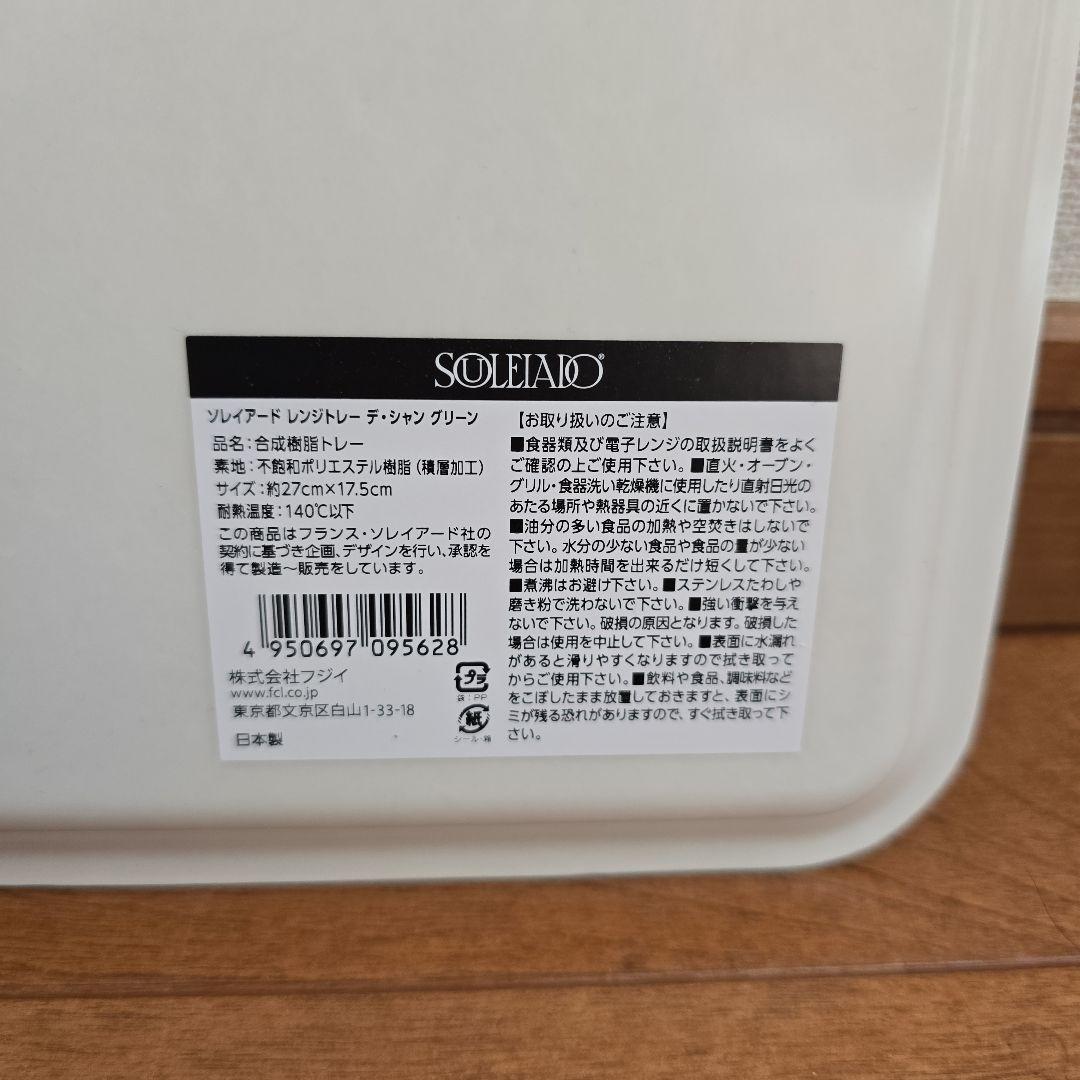 SOULEIADO®
ソレイアード レンジトレー デ・シャン グリーン
品名：合成樹脂トレー
素地：不飽和ポリエステル樹脂（積層加工）
サイズ：約27cm×17.5cm
耐熱温度：140℃以下
この商品はフランス・ソレイアード社の
契約に基づき企画、デザインを行い、承認を
得て製造～販売をしています。
4 950697 095628
株式会社フジイ
www.fcl.co.jp
東京都文京区白山1-33-18
日本製
プラ
袋：PP
紙
シール・箱
【お取り扱いのご注意】
■食器類及び電子レンジの取扱説明書をよく
ご確認の上ご使用下さい。■直火・オーブン・
グリル・食器洗い乾燥機に使用したり直射日光の
あたる場所や熱器具の近くに置かないで下さい。
■油分の多い食品の加熱や空焚きはしないで
下さい。水分の少ない食品や食品の量が少ない
場合は加熱時間を出来るだけ短くして下さい。
■煮沸はお避け下さい。■ステンレスたわしや
磨き粉で洗わないで下さい。■強い衝撃を与え
ないで下さい。破損の原因となります。破損した
場合は使用を中止して下さい。■表面に水濡れ
があると滑りやすくなりますので拭き取って
からご使用下さい。■飲料や食品、調味料など
をこぼしたまま放置しておきますと、表面にシ
ミが残る恐れがありますので、すぐ拭き取って下
さい。